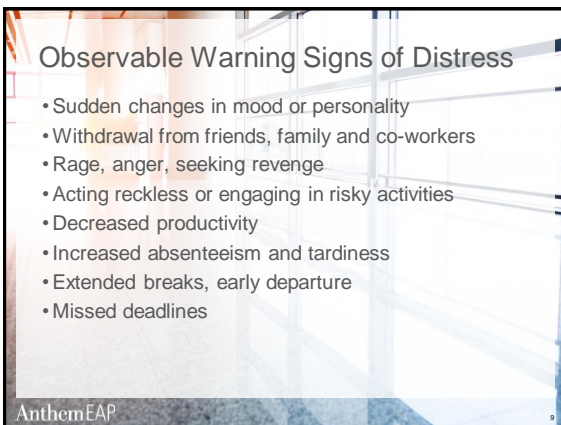 Observable Warning Signs of Distress
• Sudden changes in mood or personality
• Withdrawal from friends, family and co-workers
• Rage, anger, seeking revenge
• Acting reckless or engaging in risky activities
• Decreased productivity
• Increased absenteeism and tardiness
• Extended breaks, early departure
• Missed deadlines
Anthem EAP
9